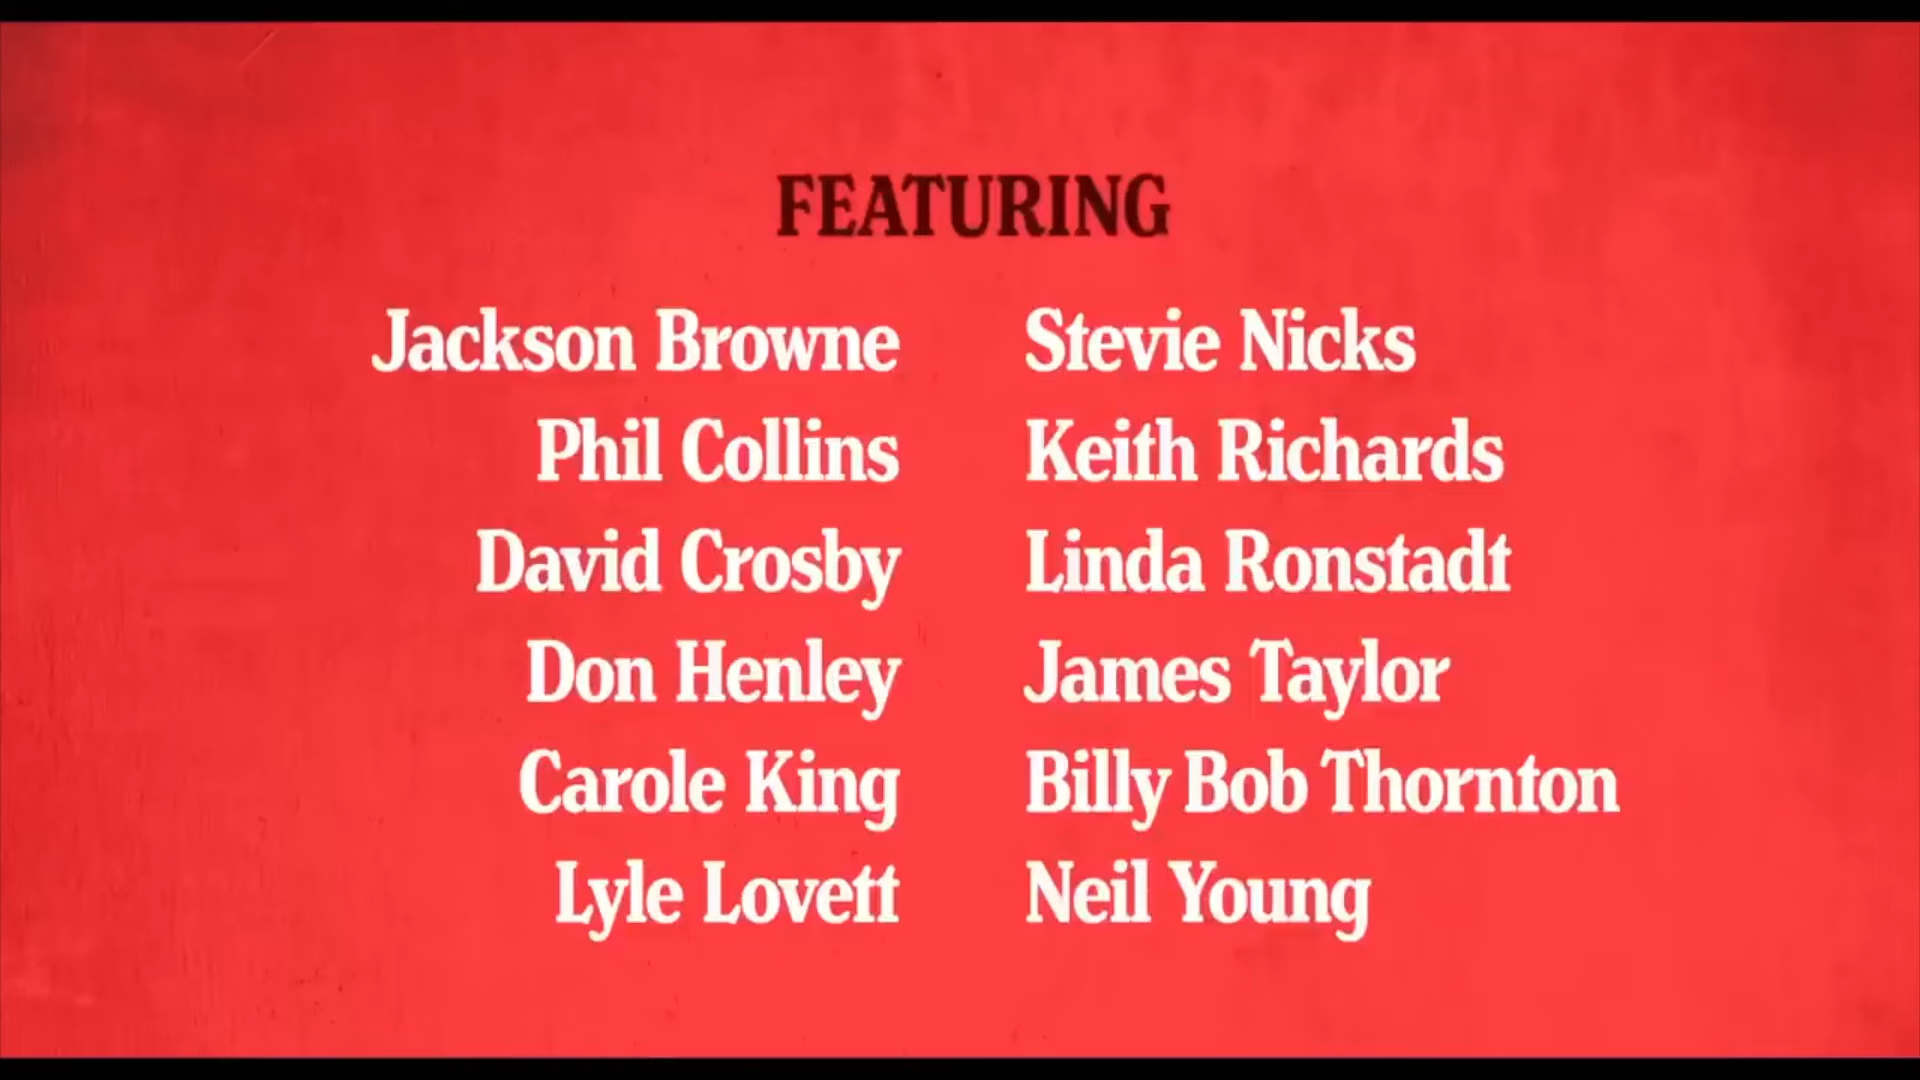 FEATURING
Jackson Browne
Phil Collins
David Crosby
Don Henley
Carole King
Lyle Lovett
Stevie Nicks
Keith Richards
Linda Ronstadt
James Taylor
Billy Bob Thornton
Neil Young